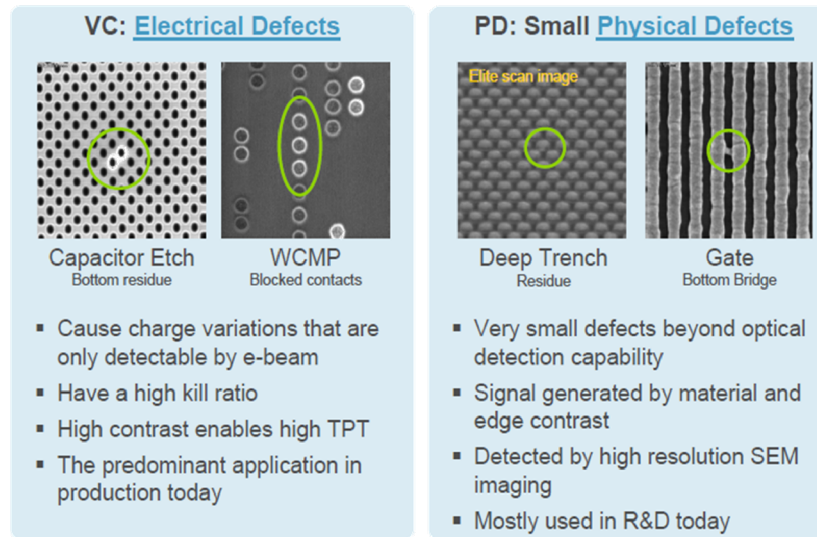 VC: Electrical Defects
Capacitor Etch
Bottom residue
WCMP
Blocked contacts
▪ Cause charge variations that are
only detectable by e-beam
▪ Have a high kill ratio
▪ High contrast enables high TPT
▪ The predominant application in
production today
PD: Small Physical Defects
Elite scan image
Deep Trench
Residue
Gate
Bottom Bridge
▪ Very small defects beyond optical
detection capability
▪ Signal generated by material and
edge contrast
▪ Detected by high resolution SEM
imaging
▪ Mostly used in R&D today